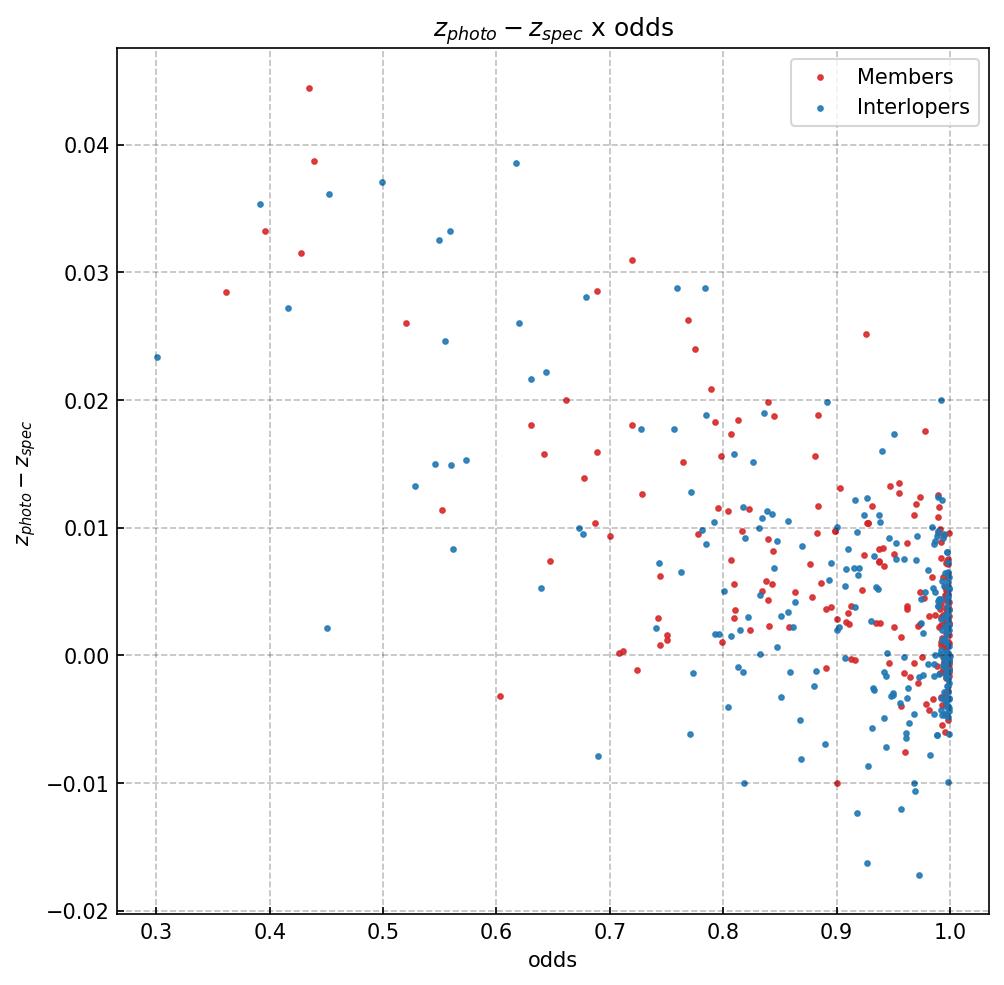 z_photo − z_spec x odds
Members
Interlopers
z_photo − z_spec
0.04
0.03
0.02
0.01
0.00
−0.01
−0.02
0.3 0.4 0.5 0.6 0.7 0.8 0.9 1.0
odds